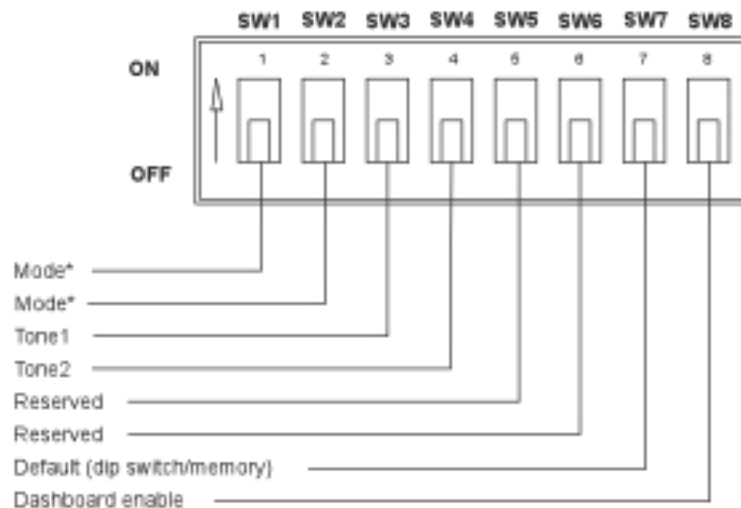 SW1 SW2 SW3 SW4 SW5 SW6 SW7 SW8
1 2 3 4 5 6 7 8
ON
OFF
Mode*
Mode*
Tone1
Tone2
Reserved
Reserved
Default (dip switch/memory)
Dashboard enable